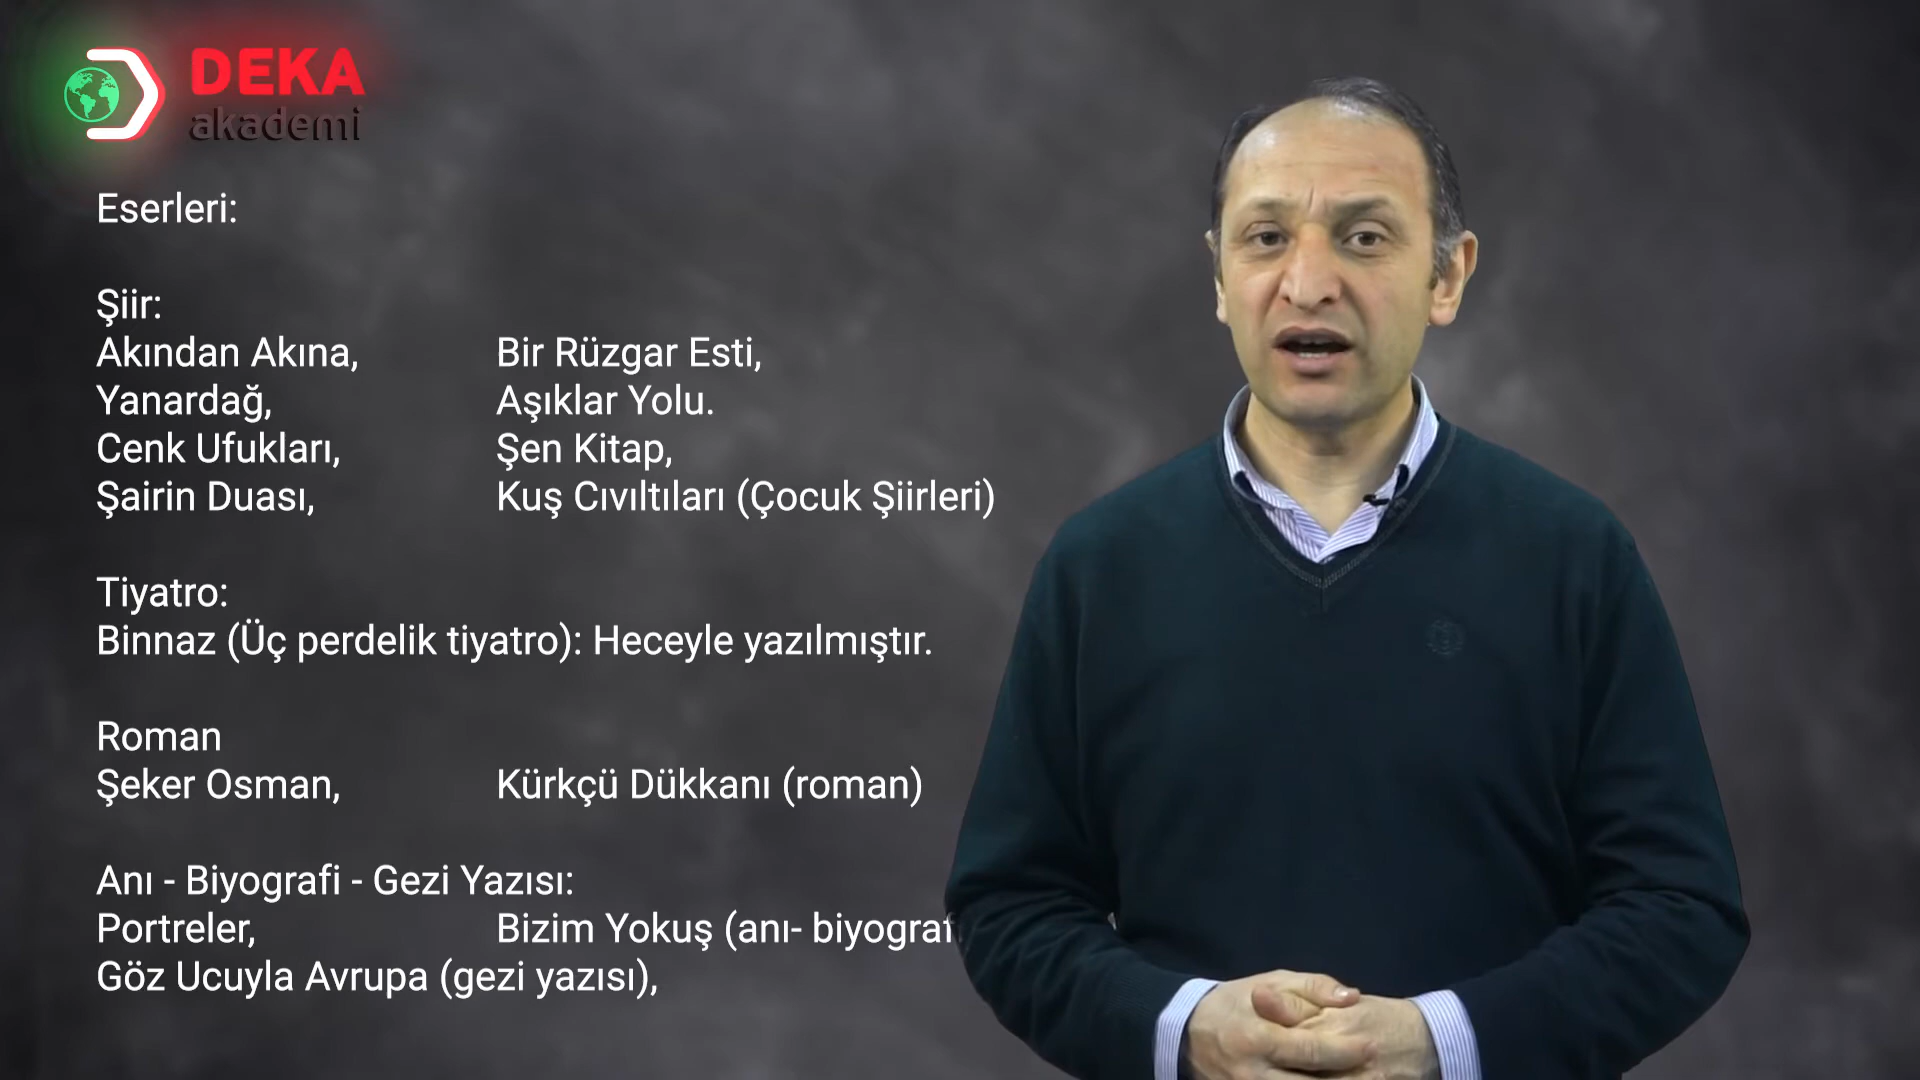 DEKA
akademi
Eserleri:
Şiir:
Akından Akına, Bir Rüzgar Esti,
Yanardağ, Aşıklar Yolu.
Cenk Ufukları, Şen Kitap,
Şairin Duası, Kuş Cıvıltıları (Çocuk Şiirleri)
Tiyatro:
Binnaz (Üç perdelik tiyatro): Heceyle yazılmıştır.
Roman
Şeker Osman, Kürkçü Dükkanı (roman)
Anı - Biyografi - Gezi Yazısı:
Portreler, Bizim Yokuş (anı- biyograf
Göz Ucuyla Avrupa (gezi yazısı),